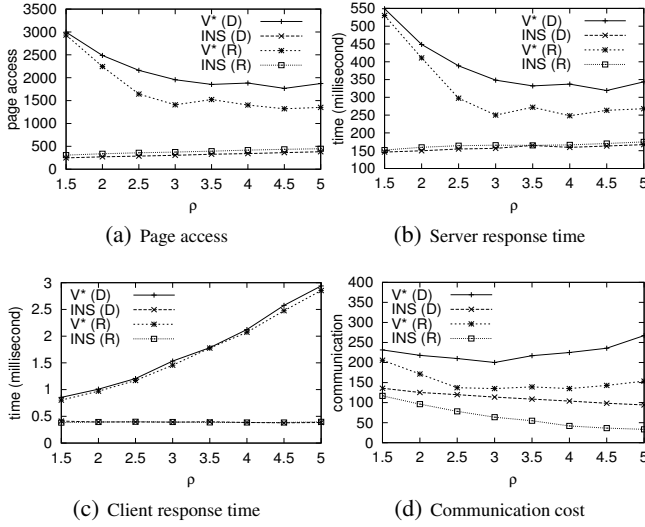 3500
3000
2500
2000
1500
1000
500
0
page access
V* (D)
INS (D)
V* (R)
INS (R)
1.5 2 2.5 3 3.5 4 4.5 5
ρ
(a) Page access
550
500
450
400
350
300
250
200
150
100
time (millisecond)
V* (D)
INS (D)
V* (R)
INS (R)
1.5 2 2.5 3 3.5 4 4.5 5
ρ
(b) Server response time
3
2.5
2
1.5
1
0.5
0
time (millisecond)
V* (D)
INS (D)
V* (R)
INS (R)
1.5 2 2.5 3 3.5 4 4.5 5
ρ
(c) Client response time
400
350
300
250
200
150
100
50
0
communication
V* (D)
INS (D)
V* (R)
INS (R)
1.5 2 2.5 3 3.5 4 4.5 5
ρ
(d) Communication cost